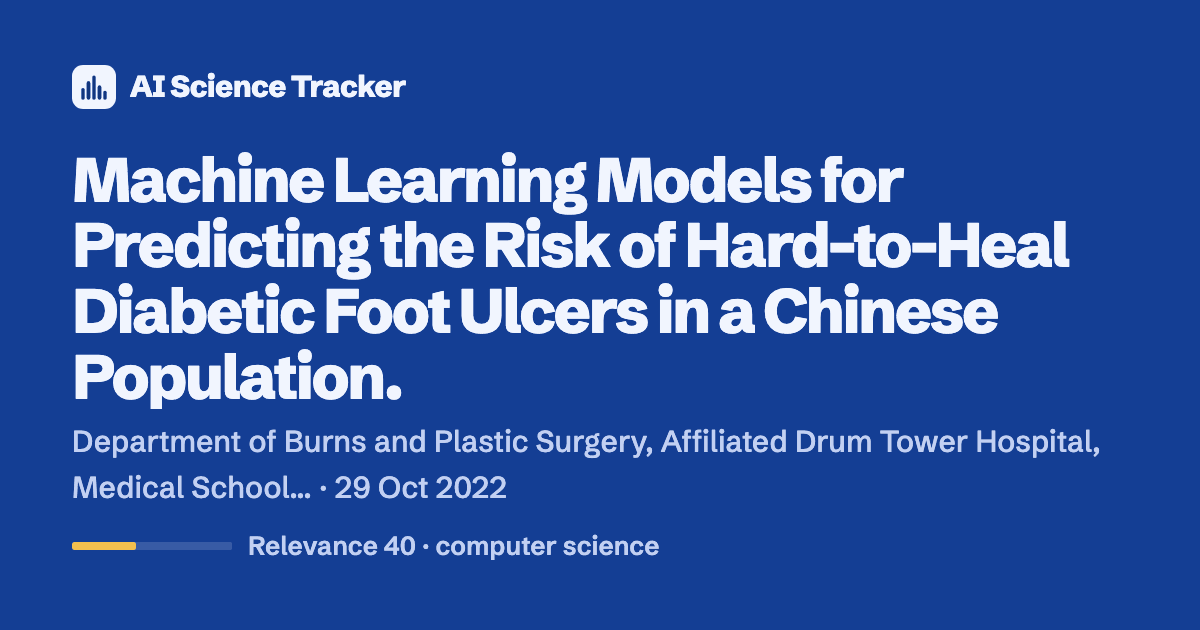 AI Science Tracker
Machine Learning Models for
Predicting the Risk of Hard-to-Heal
Diabetic Foot Ulcers in a Chinese
Population.
Department of Burns and Plastic Surgery, Affiliated Drum Tower Hospital,
Medical School... · 29 Oct 2022
Relevance 40 · computer science